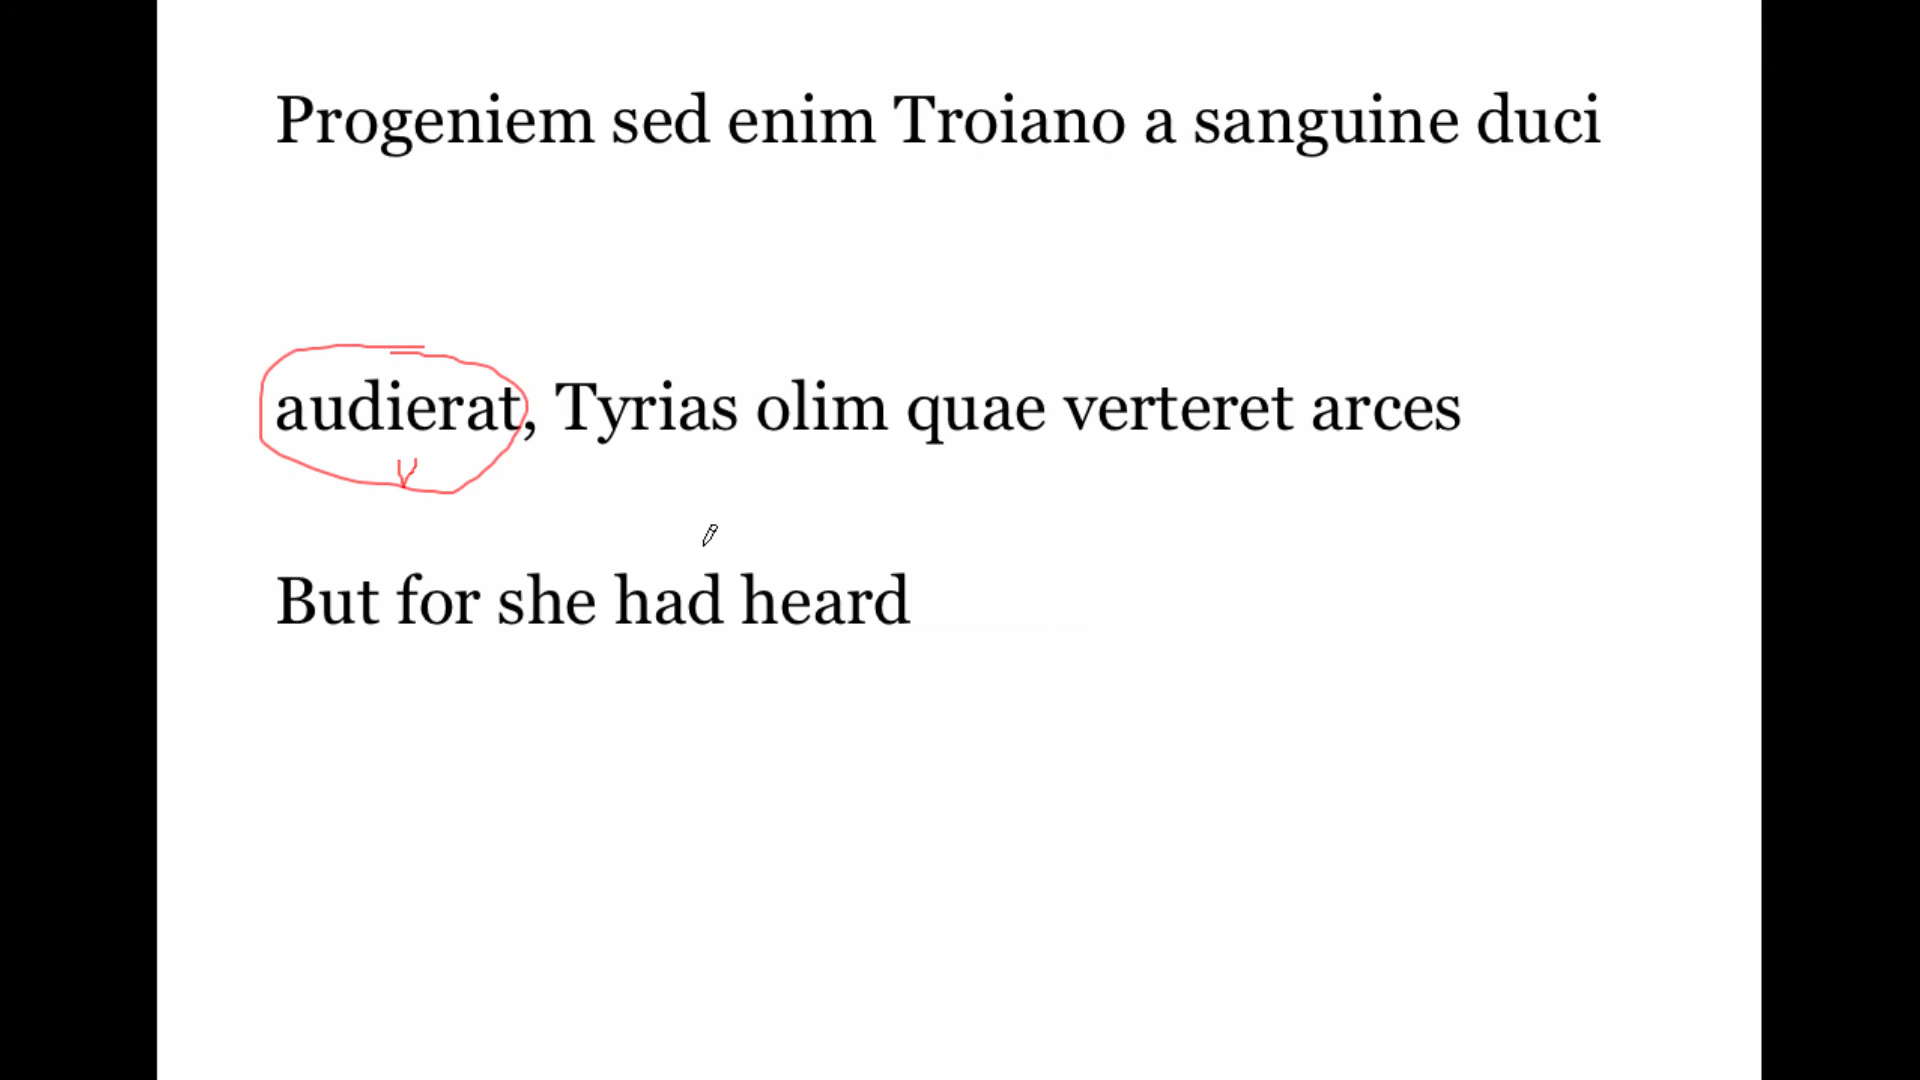 Progeniem sed enim Troiano a sanguine duci
audierat, Tyrias olim quae verteret arces
V
But for she had heard